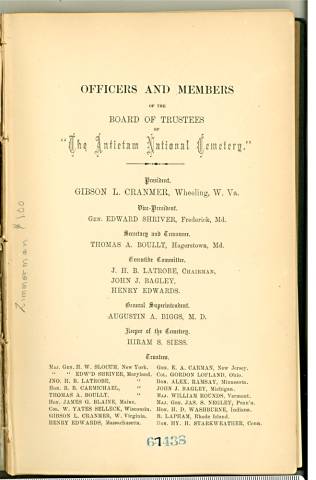 OFFICERS AND MEMBERS
OF THE
BOARD OF TRUSTEES
OF
"The Antietam National Cemetery."
President,
GIBSON L. CRANMER, Wheeling, W. Va.
Vice-President,
GEN. EDWARD SHRIVER, Frederick, Md.
Secretary and Treasurer,
THOMAS A. BOULLY, Hagerstown, Md.
Executive Committee,
J. H. B. LATROBE, CHAIRMAN,
JOHN J. BAGLEY,
HENRY EDWARDS.
General Superintendent,
AUGUSTIN A. BIGGS, M. D.
Keeper of the Cemetery,
HIRAM S. SIESS.
Trustees,
MAJ. GEN. H. W. SLOCUM, New York.
" " EDW'D SHRIVER, Maryland.
JNO. H. B. LATROBE, "
HON. R. B. CARMICHAEL, "
THOMAS A. BOULLY, "
HON. JAMES G. BLAINE, Maine.
COL. W. YATES SELLECK, Wisconsin.
GIBSON L. CRANMER, W. Virginia.
HENRY EDWARDS, Massachusetts.
GEN. E. A. CARMAN, New Jersey.
COL. GORDON LOFLAND, Ohio.
HON. ALEX. RAMSAY, Minnesota.
JOHN J. BAGLEY, Michigan.
MAJ. WILLIAM ROUNDS, Vermont.
MAJ. GEN. JAS. S. NEGLEY, Penn'a.
HON. H. D. WASHBURNE, Indiana.
B. LAPHAM, Rhode Island.
HON. HY. H. STARKWEATHER, Conn.
Zimmerman $1.00